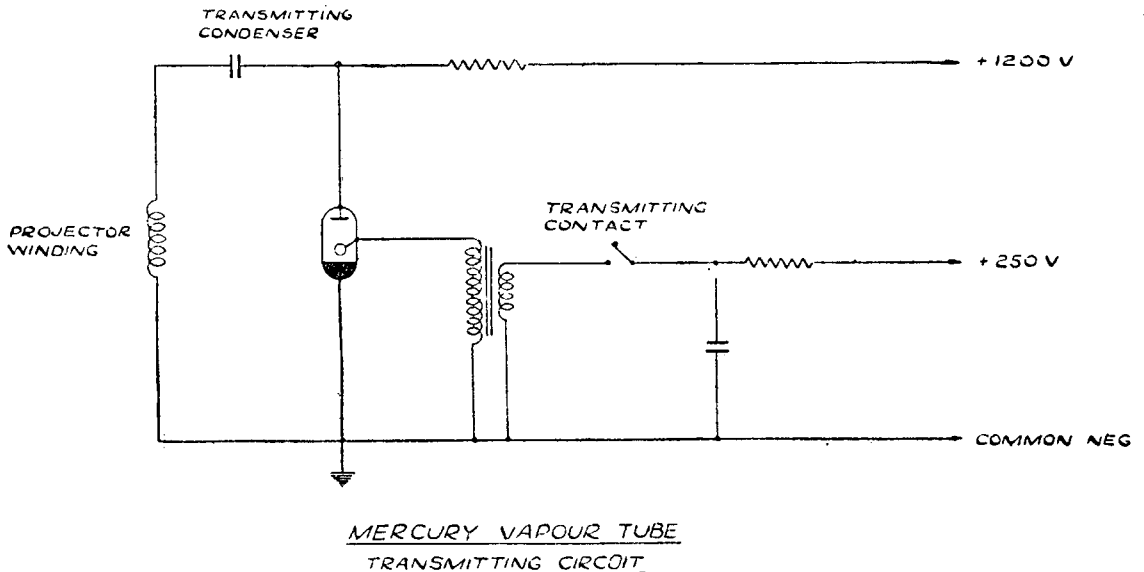 TRANSMITTING
CONDENSER
+1200 V
PROJECTOR
WINDING
TRANSMITTING
CONTACT
+250 V
COMMON NEG
MERCURY VAPOUR TUBE
TRANSMITTING CIRCUIT